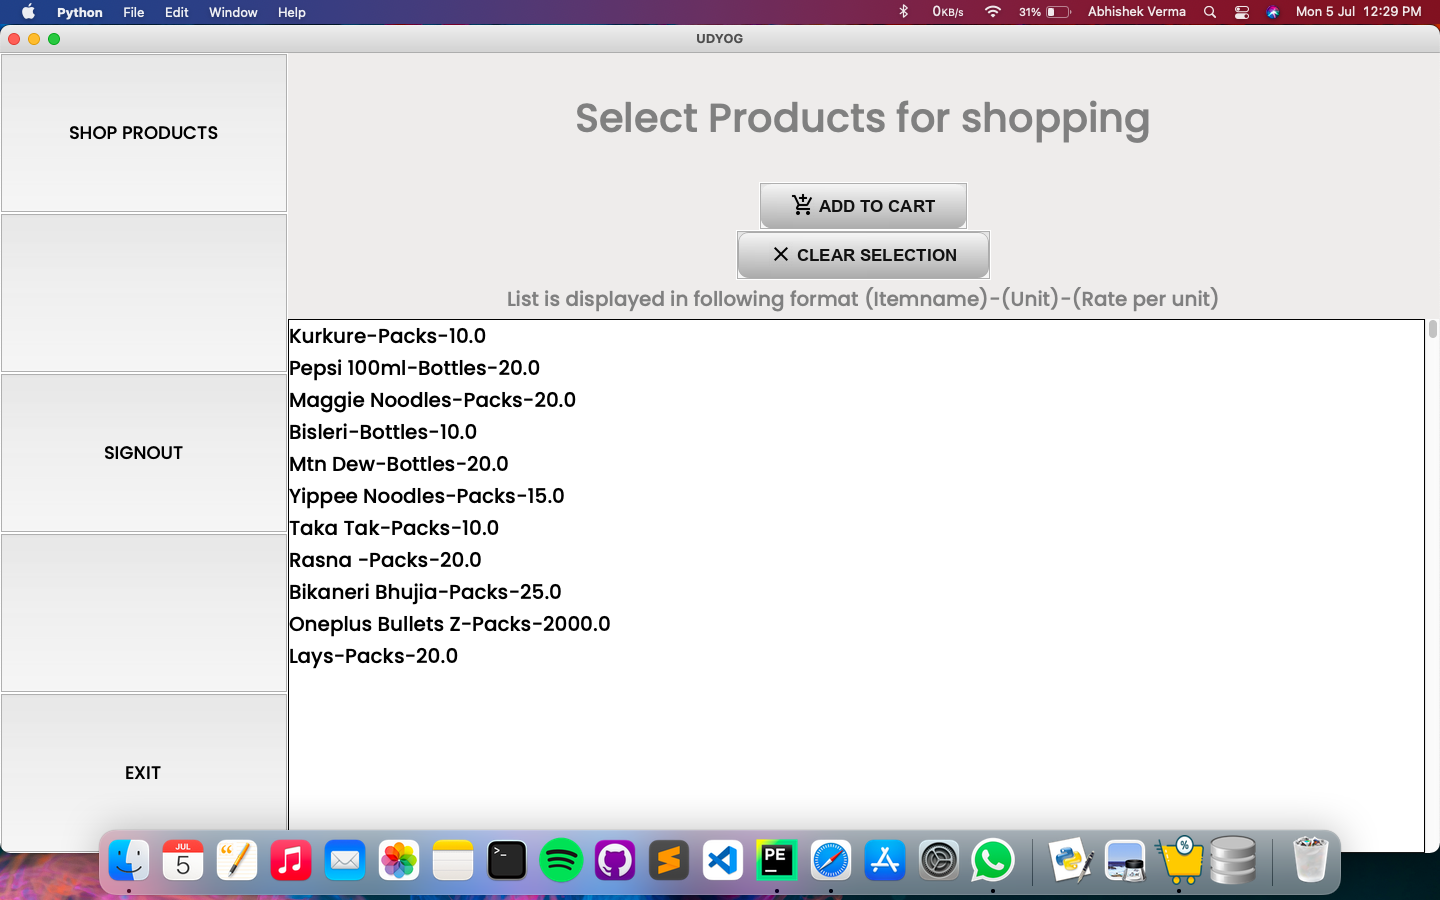 Python File Edit Window Help 0KB/s 31% Abhishek Verma Mon 5 Jul 12:29 PM
UDYOG
SHOP PRODUCTS
SIGNOUT
EXIT
Select Products for shopping
ADD TO CART
CLEAR SELECTION
List is displayed in following format (Itemname)-(Unit)-(Rate per unit)
Kurkure-Packs-10.0
Pepsi 100ml-Bottles-20.0
Maggie Noodles-Packs-20.0
Bisleri-Bottles-10.0
Mtn Dew-Bottles-20.0
Yippee Noodles-Packs-15.0
Taka Tak-Packs-10.0
Rasna -Packs-20.0
Bikaneri Bhujia-Packs-25.0
Oneplus Bullets Z-Packs-2000.0
Lays-Packs-20.0
JUL
5
>_
PE
%